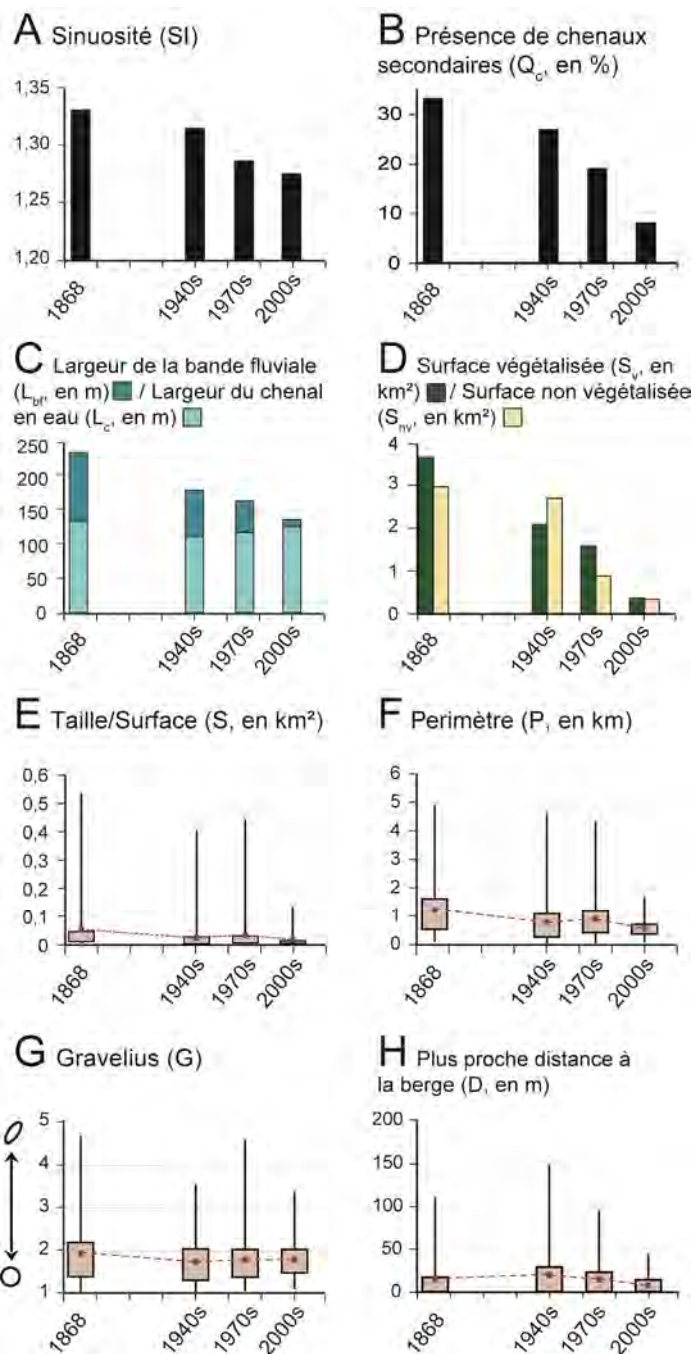 A Sinuosité (SI)
1,35
1,30
1,25
1,20
1868
1940s
1970s
2000s
B Présence de chenaux
secondaires (Qc, en %)
30
20
10
0
1868
1940s
1970s
2000s
C Largeur de la bande fluviale
(Lbf, en m) / Largeur du chenal
en eau (Lc, en m)
250
200
150
100
50
0
1868
1940s
1970s
2000s
D Surface végétalisée (Sv, en
km²) / Surface non végétalisée
(Snv, en km²)
4
3
2
1
0
1868
1940s
1970s
2000s
E Taille/Surface (S, en km²)
0,6
0,5
0,4
0,3
0,2
0,1
0
1868
1940s
1970s
2000s
F Perimètre (P, en km)
6
5
4
3
2
1
0
1868
1940s
1970s
2000s
G Gravelius (G)
5
4
3
2
1
1868
1940s
1970s
2000s
H Plus proche distance à
la berge (D, en m)
200
150
100
50
0
1868
1940s
1970s
2000s